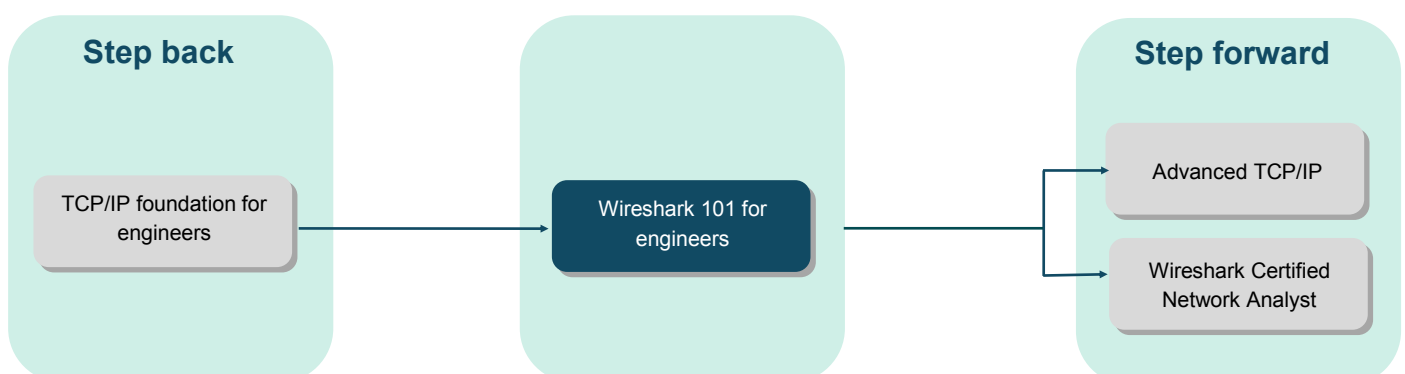 Step back
TCP/IP foundation for
engineers
Wireshark 101 for
engineers
Step forward
Advanced TCP/IP
Wireshark Certified
Network Analyst